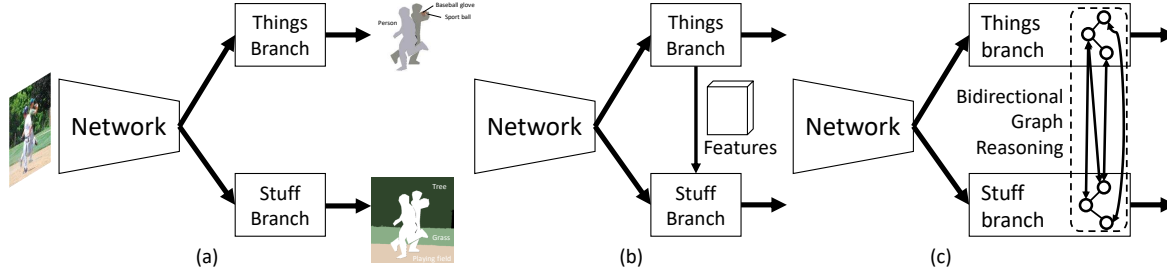 Network
Things
Branch
Person
Baseball glove
Sport ball
Stuff
Branch
Tree
Grass
Playing field
(a)
Network
Things
Branch
Features
Stuff
Branch
(b)
Network
Things
branch
Bidirectional
Graph
Reasoning
Stuff
branch
(c)